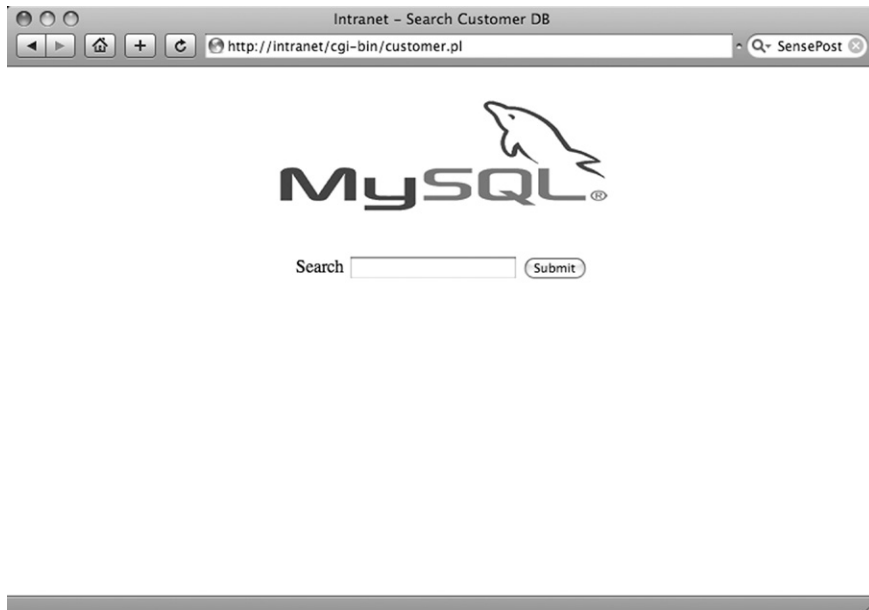 Intranet – Search Customer DB
http://intranet/cgi-bin/customer.pl
SensePost
MySQL®
Search
Submit